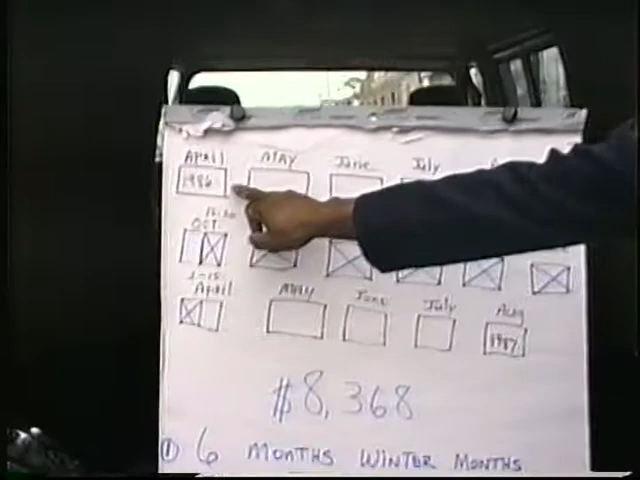 APRIL MAY June July
1986
15-30
OCT.
1-15
April MAY June July Aug
1987
$8,368
① 6 MONTHS WINTER MONTHS